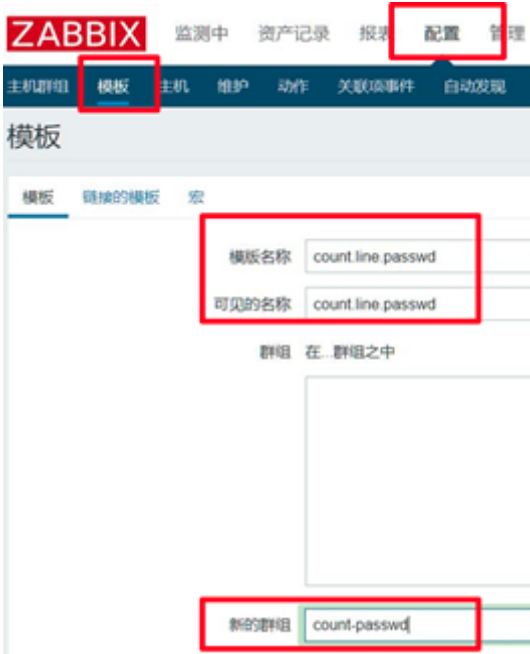 ZABBIX 监测中 资产记录 报表 配置 管理
主机群组 模板 主机 维护 动作 关联项事件 自动发现
模板
模板 链接的模板 宏
模版名称 count.line.passwd
可见的名称 count.line.passwd
群组 在...群组之中
新的群组 count-passwd